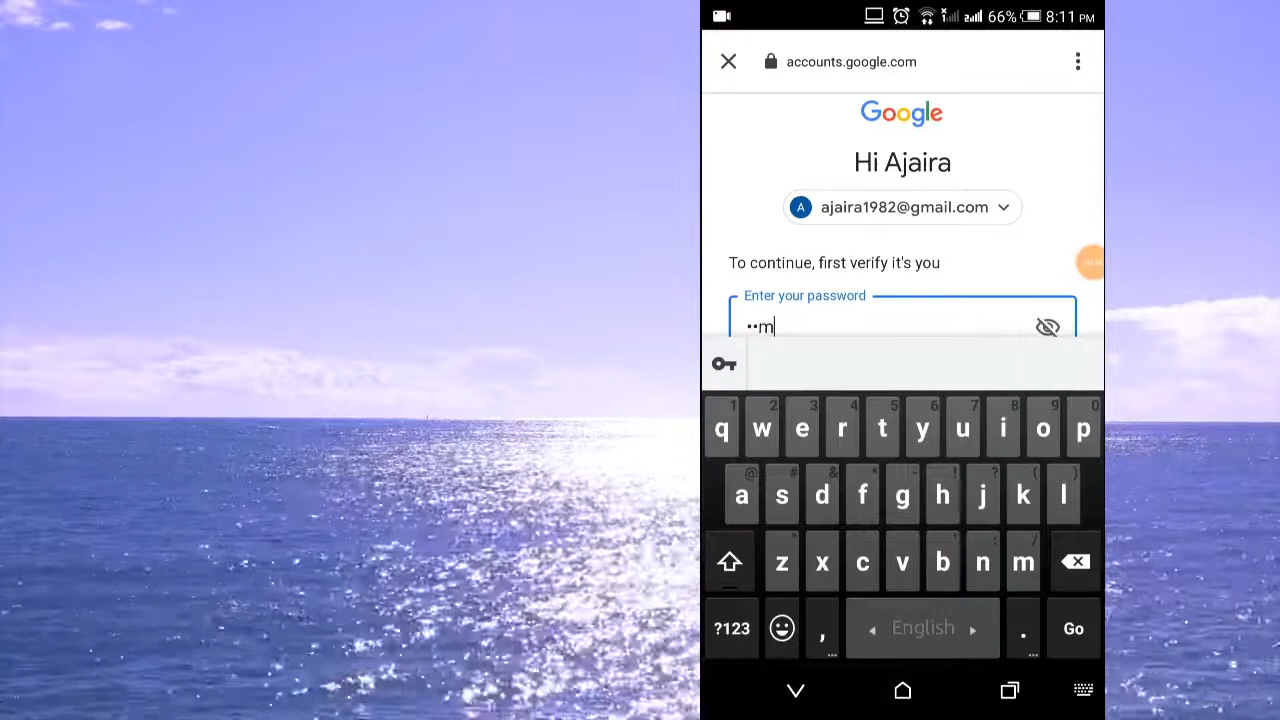 66% 8:11 PM
accounts.google.com
Google
Hi Ajaira
A ajaira1982@gmail.com
To continue, first verify it's you
Enter your password
••m
1 2 3 4 5 6 7 8 9 0
q w e r t y u i o p
@ # & * - ! ? ( )
a s d f g h j k l
z x c v b n m
?123 , English . Go